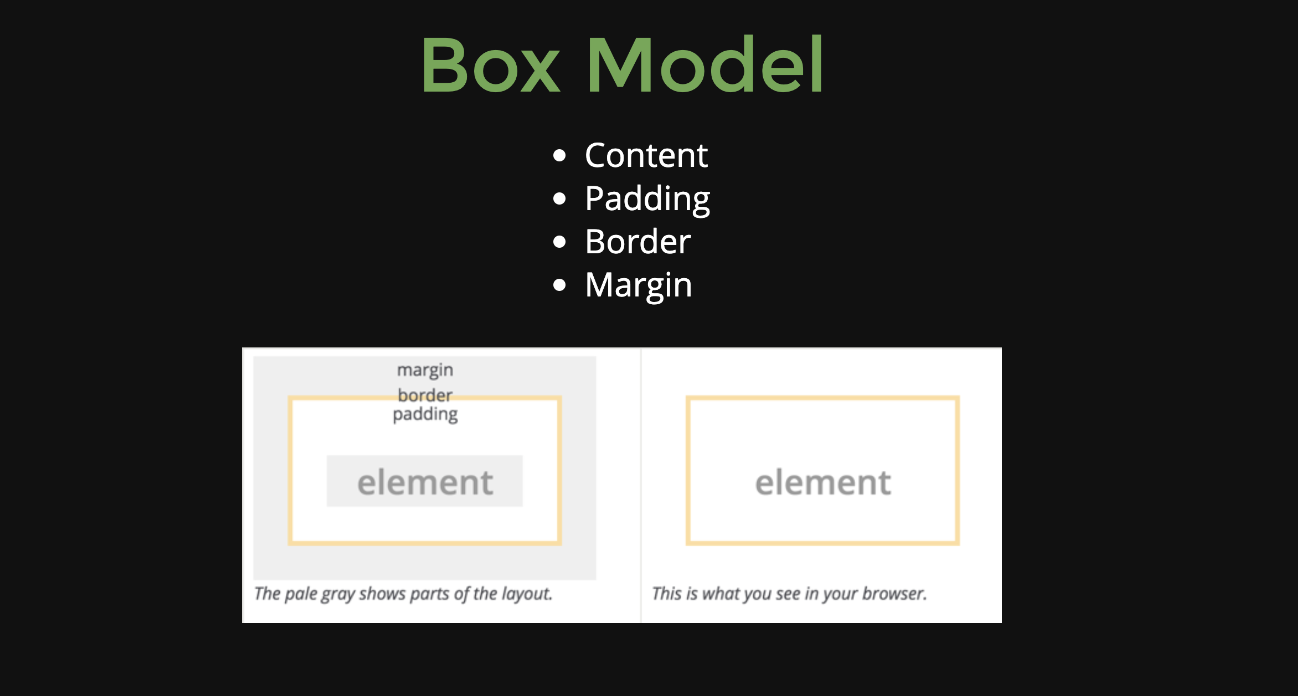 Box Model
Content
Padding
Border
Margin
margin
border
padding
element
The pale gray shows parts of the layout.
element
This is what you see in your browser.